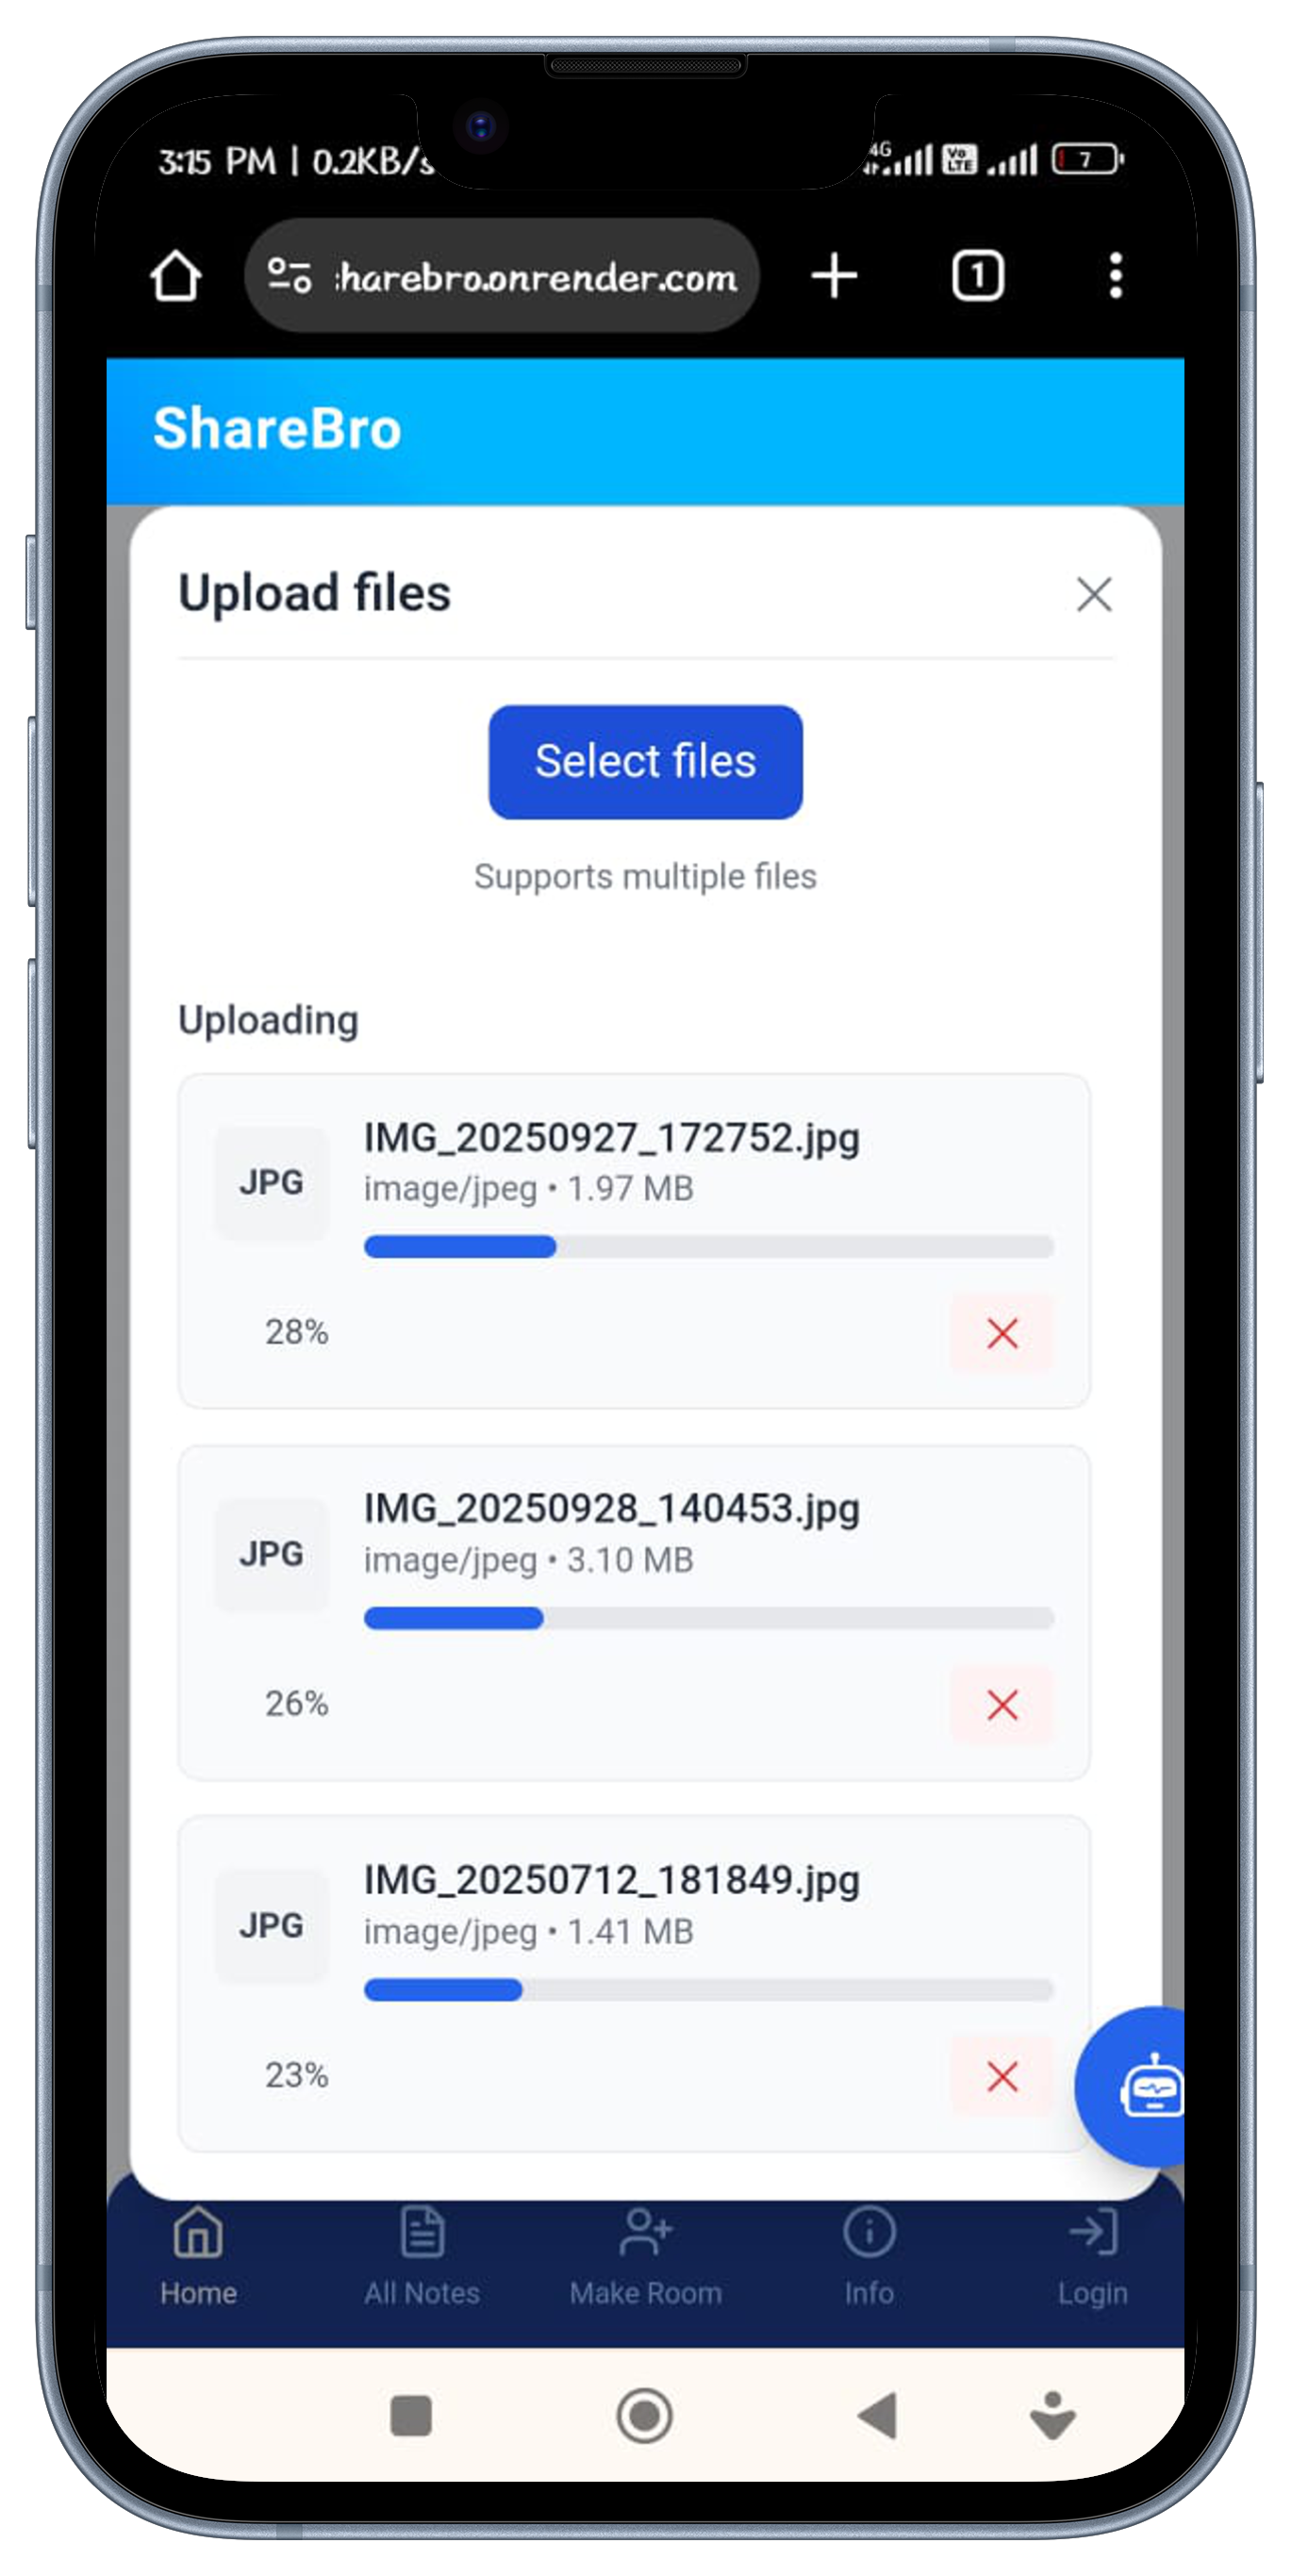 3:15 PM | 0.2KB/s
4G
Vo
LTE
7
:harebro.onrender.com
1
ShareBro
Upload files
Select files
Supports multiple files
Uploading
JPG
IMG_20250927_172752.jpg
image/jpeg • 1.97 MB
28%
JPG
IMG_20250928_140453.jpg
image/jpeg • 3.10 MB
26%
JPG
IMG_20250712_181849.jpg
image/jpeg • 1.41 MB
23%
Home
All Notes
Make Room
Info
Login